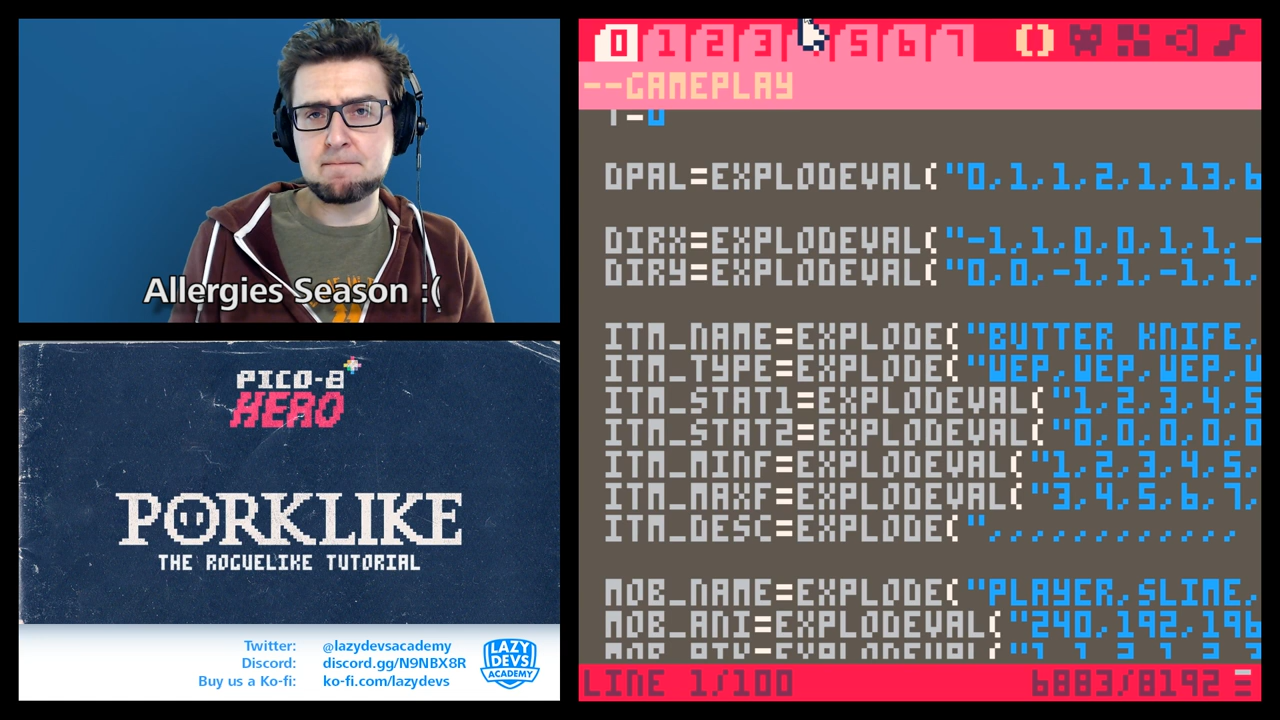 Allergies Season :(
PICO-8
HERO
PORKLIKE
THE ROGUELIKE TUTORIAL
Twitter: @lazydevsacademy
Discord: discord.gg/N9NBX8R
Buy us a Ko-fi: ko-fi.com/lazydevs
LAZY
DEVS
ACADEMY
0 1 2 3 5 6 7
--GAMEPLAY
T=0
DPAL=EXPLODEVAL("0,1,1,2,1,13,6
DIRX=EXPLODEVAL("-1,1,0,0,1,1,-
DIRY=EXPLODEVAL("0,0,-1,1,-1,1,
ITM_NAME=EXPLODE("BUTTER KNIFE,
ITM_TYPE=EXPLODE("WEP,WEP,WEP,W
ITM_STAT1=EXPLODEVAL("1,2,3,4,5
ITM_STAT2=EXPLODEVAL("0,0,0,0,0
ITM_MINF=EXPLODEVAL("1,2,3,4,5,
ITM_MAXF=EXPLODEVAL("3,4,5,6,7,
ITM_DESC=EXPLODE(",,,,,,,,,,,,
MOB_NAME=EXPLODE("PLAYER,SLIME,
MOB_ANI=EXPLODEVAL("240,192,196
LINE 1/100
6883/8192